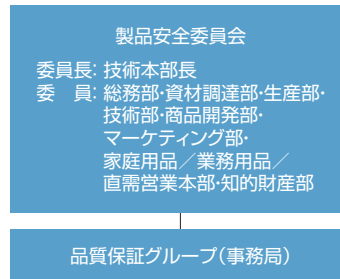 製品安全委員会
委員長: 技術本部長
委　員: 総務部・資材調達部・生産部・
技術部・商品開発部・
マーケティング部・
家庭用品／業務用品／
直需営業本部・知的財産部
品質保証グループ（事務局）